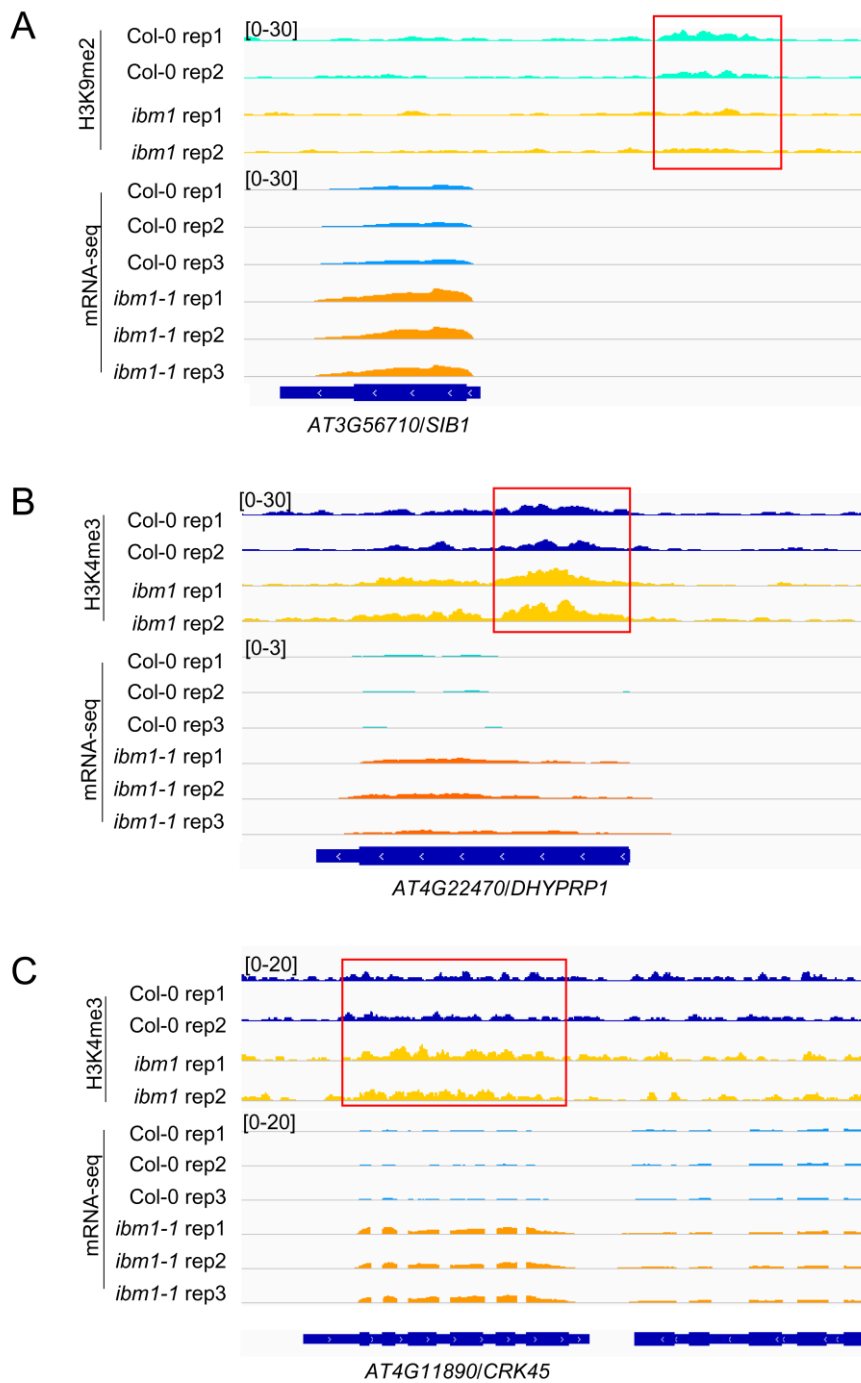 A
H3K9me2
Col-0 rep1
[0-30]
Col-0 rep2
ibm1 rep1
ibm1 rep2
mRNA-seq
Col-0 rep1
[0-30]
Col-0 rep2
Col-0 rep3
ibm1-1 rep1
ibm1-1 rep2
ibm1-1 rep3
AT3G56710/SIB1
B
H3K4me3
Col-0 rep1
[0-30]
Col-0 rep2
ibm1 rep1
ibm1 rep2
mRNA-seq
Col-0 rep1
[0-3]
Col-0 rep2
Col-0 rep3
ibm1-1 rep1
ibm1-1 rep2
ibm1-1 rep3
AT4G22470/DHYPRP1
C
H3K4me3
Col-0 rep1
[0-20]
Col-0 rep2
ibm1 rep1
ibm1 rep2
mRNA-seq
Col-0 rep1
[0-20]
Col-0 rep2
Col-0 rep3
ibm1-1 rep1
ibm1-1 rep2
ibm1-1 rep3
AT4G11890/CRK45